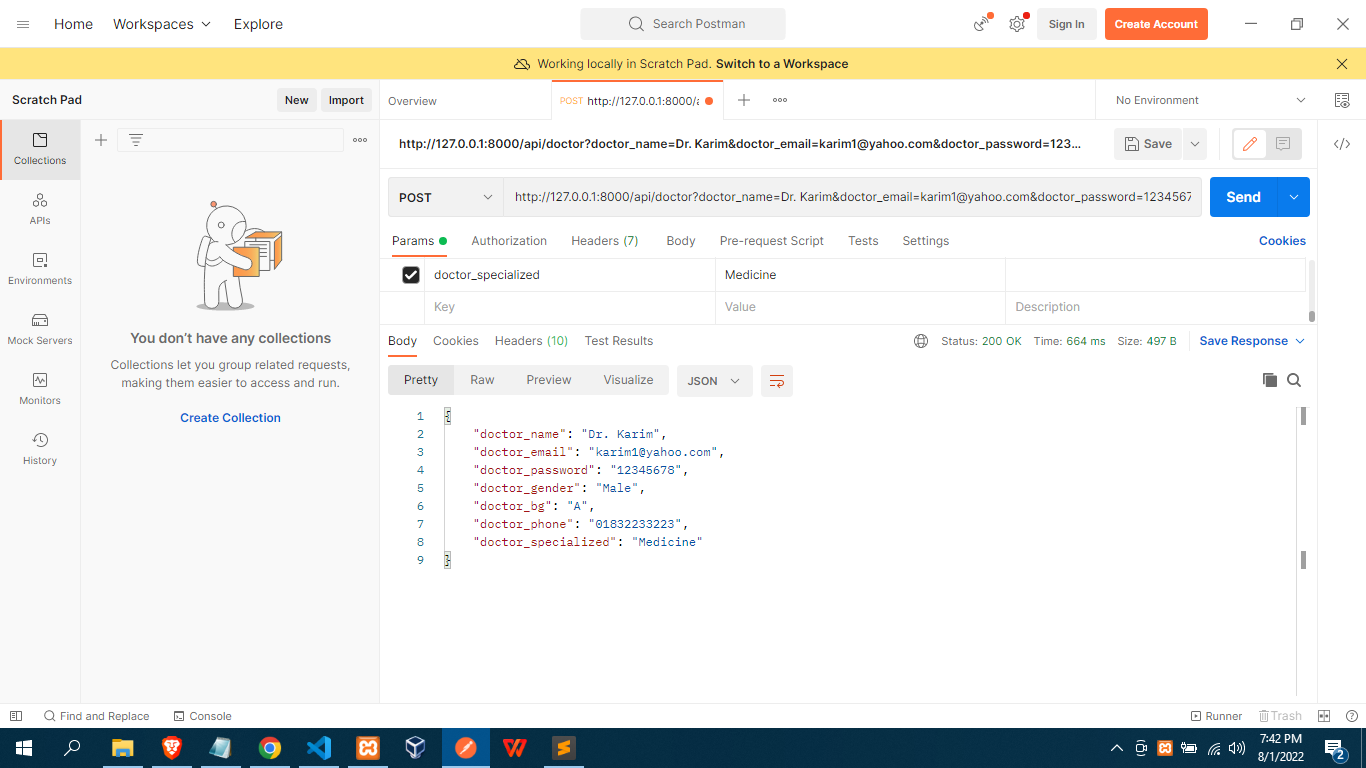 Home Workspaces Explore Search Postman Sign In Create Account
Working locally in Scratch Pad. Switch to a Workspace
Scratch Pad New Import Overview POST http://127.0.0.1:8000/a No Environment
http://127.0.0.1:8000/api/doctor?doctor_name=Dr. Karim&doctor_email=karim1@yahoo.com&doctor_password=123... Save
Collections
POST http://127.0.0.1:8000/api/doctor?doctor_name=Dr. Karim&doctor_email=karim1@yahoo.com&doctor_password=1234567 Send
APIs
Params Authorization Headers (7) Body Pre-request Script Tests Settings Cookies
doctor_specialized Medicine
Environments
Key Value Description
You don’t have any collections
Mock Servers
Body Cookies Headers (10) Test Results Status: 200 OK Time: 664 ms Size: 497 B Save Response
Collections let you group related requests,
making them easier to access and run.
Pretty Raw Preview Visualize JSON
Monitors
Create Collection
History
1 {
2 "doctor_name": "Dr. Karim",
3 "doctor_email": "karim1@yahoo.com",
4 "doctor_password": "12345678",
5 "doctor_gender": "Male",
6 "doctor_bg": "A",
7 "doctor_phone": "01832233223",
8 "doctor_specialized": "Medicine"
9 }
Find and Replace Console Runner Trash
7:42 PM
8/1/2022
2